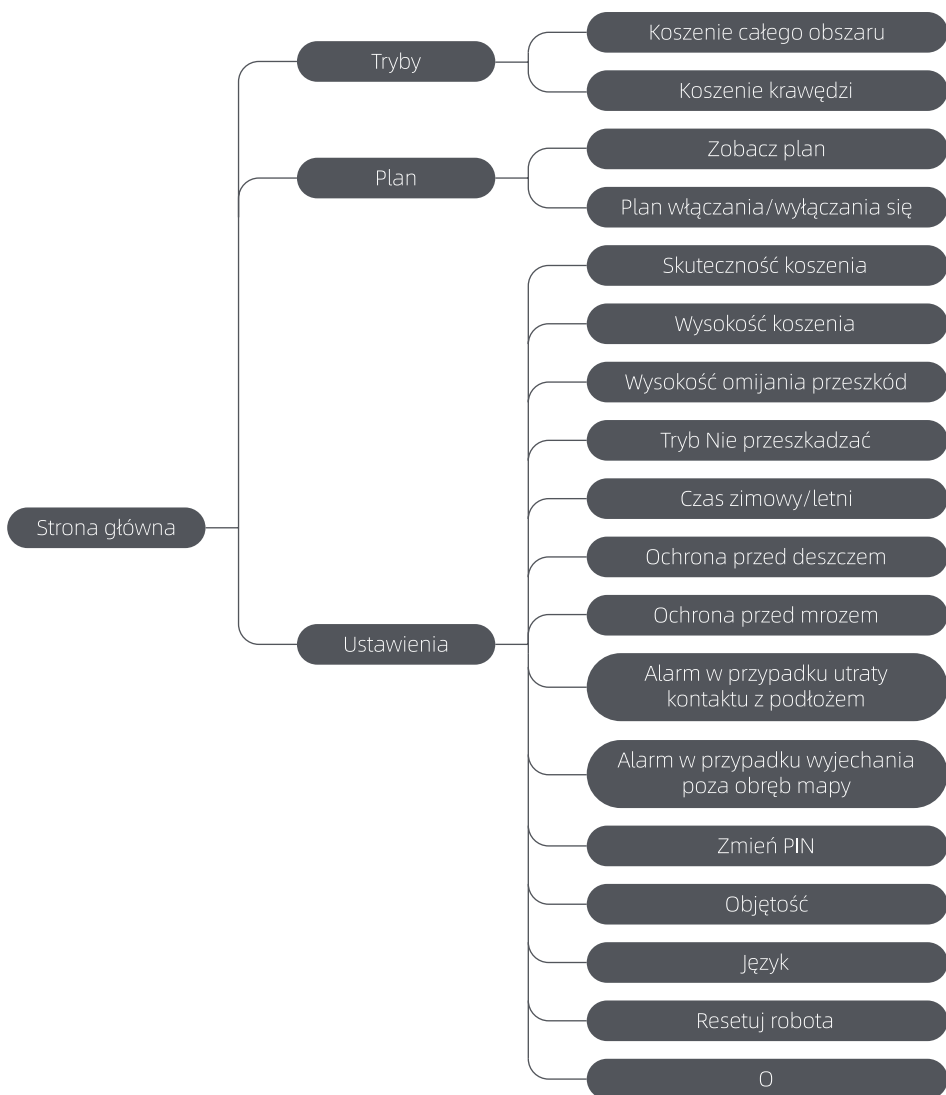 Strona główna
Tryby
Koszenie całego obszaru
Koszenie krawędzi
Plan
Zobacz plan
Plan włączania/wyłączania się
Ustawienia
Skuteczność koszenia
Wysokość koszenia
Wysokość omijania przeszkód
Tryb Nie przeszkadzać
Czas zimowy/letni
Ochrona przed deszczem
Ochrona przed mrozem
Alarm w przypadku utraty
kontaktu z podłożem
Alarm w przypadku wyjechania
poza obręb mapy
Zmień PIN
Objętość
Język
Resetuj robota
O